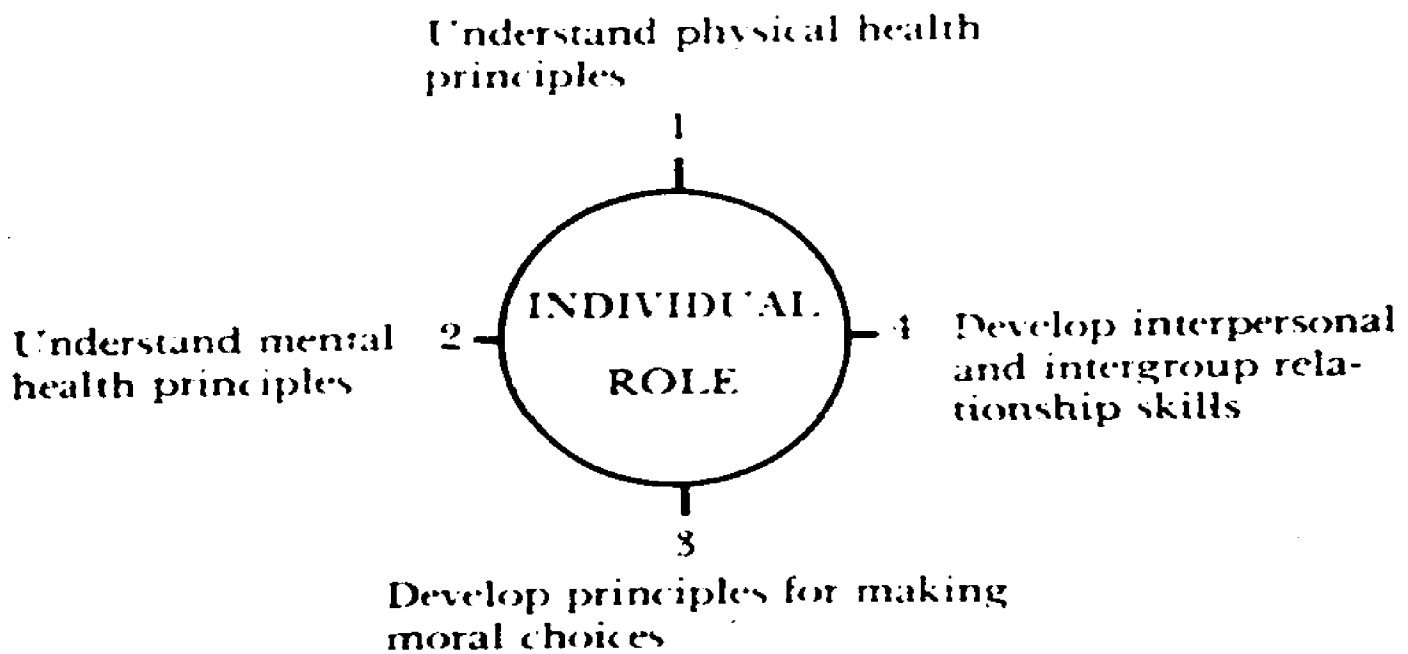 Understand physical health
principles
1
INDIVIDUAL
ROLE
Understand mental
health principles
2
4
Develop interpersonal
and intergroup rela-
tionship skills
3
Develop principles for making
moral choices